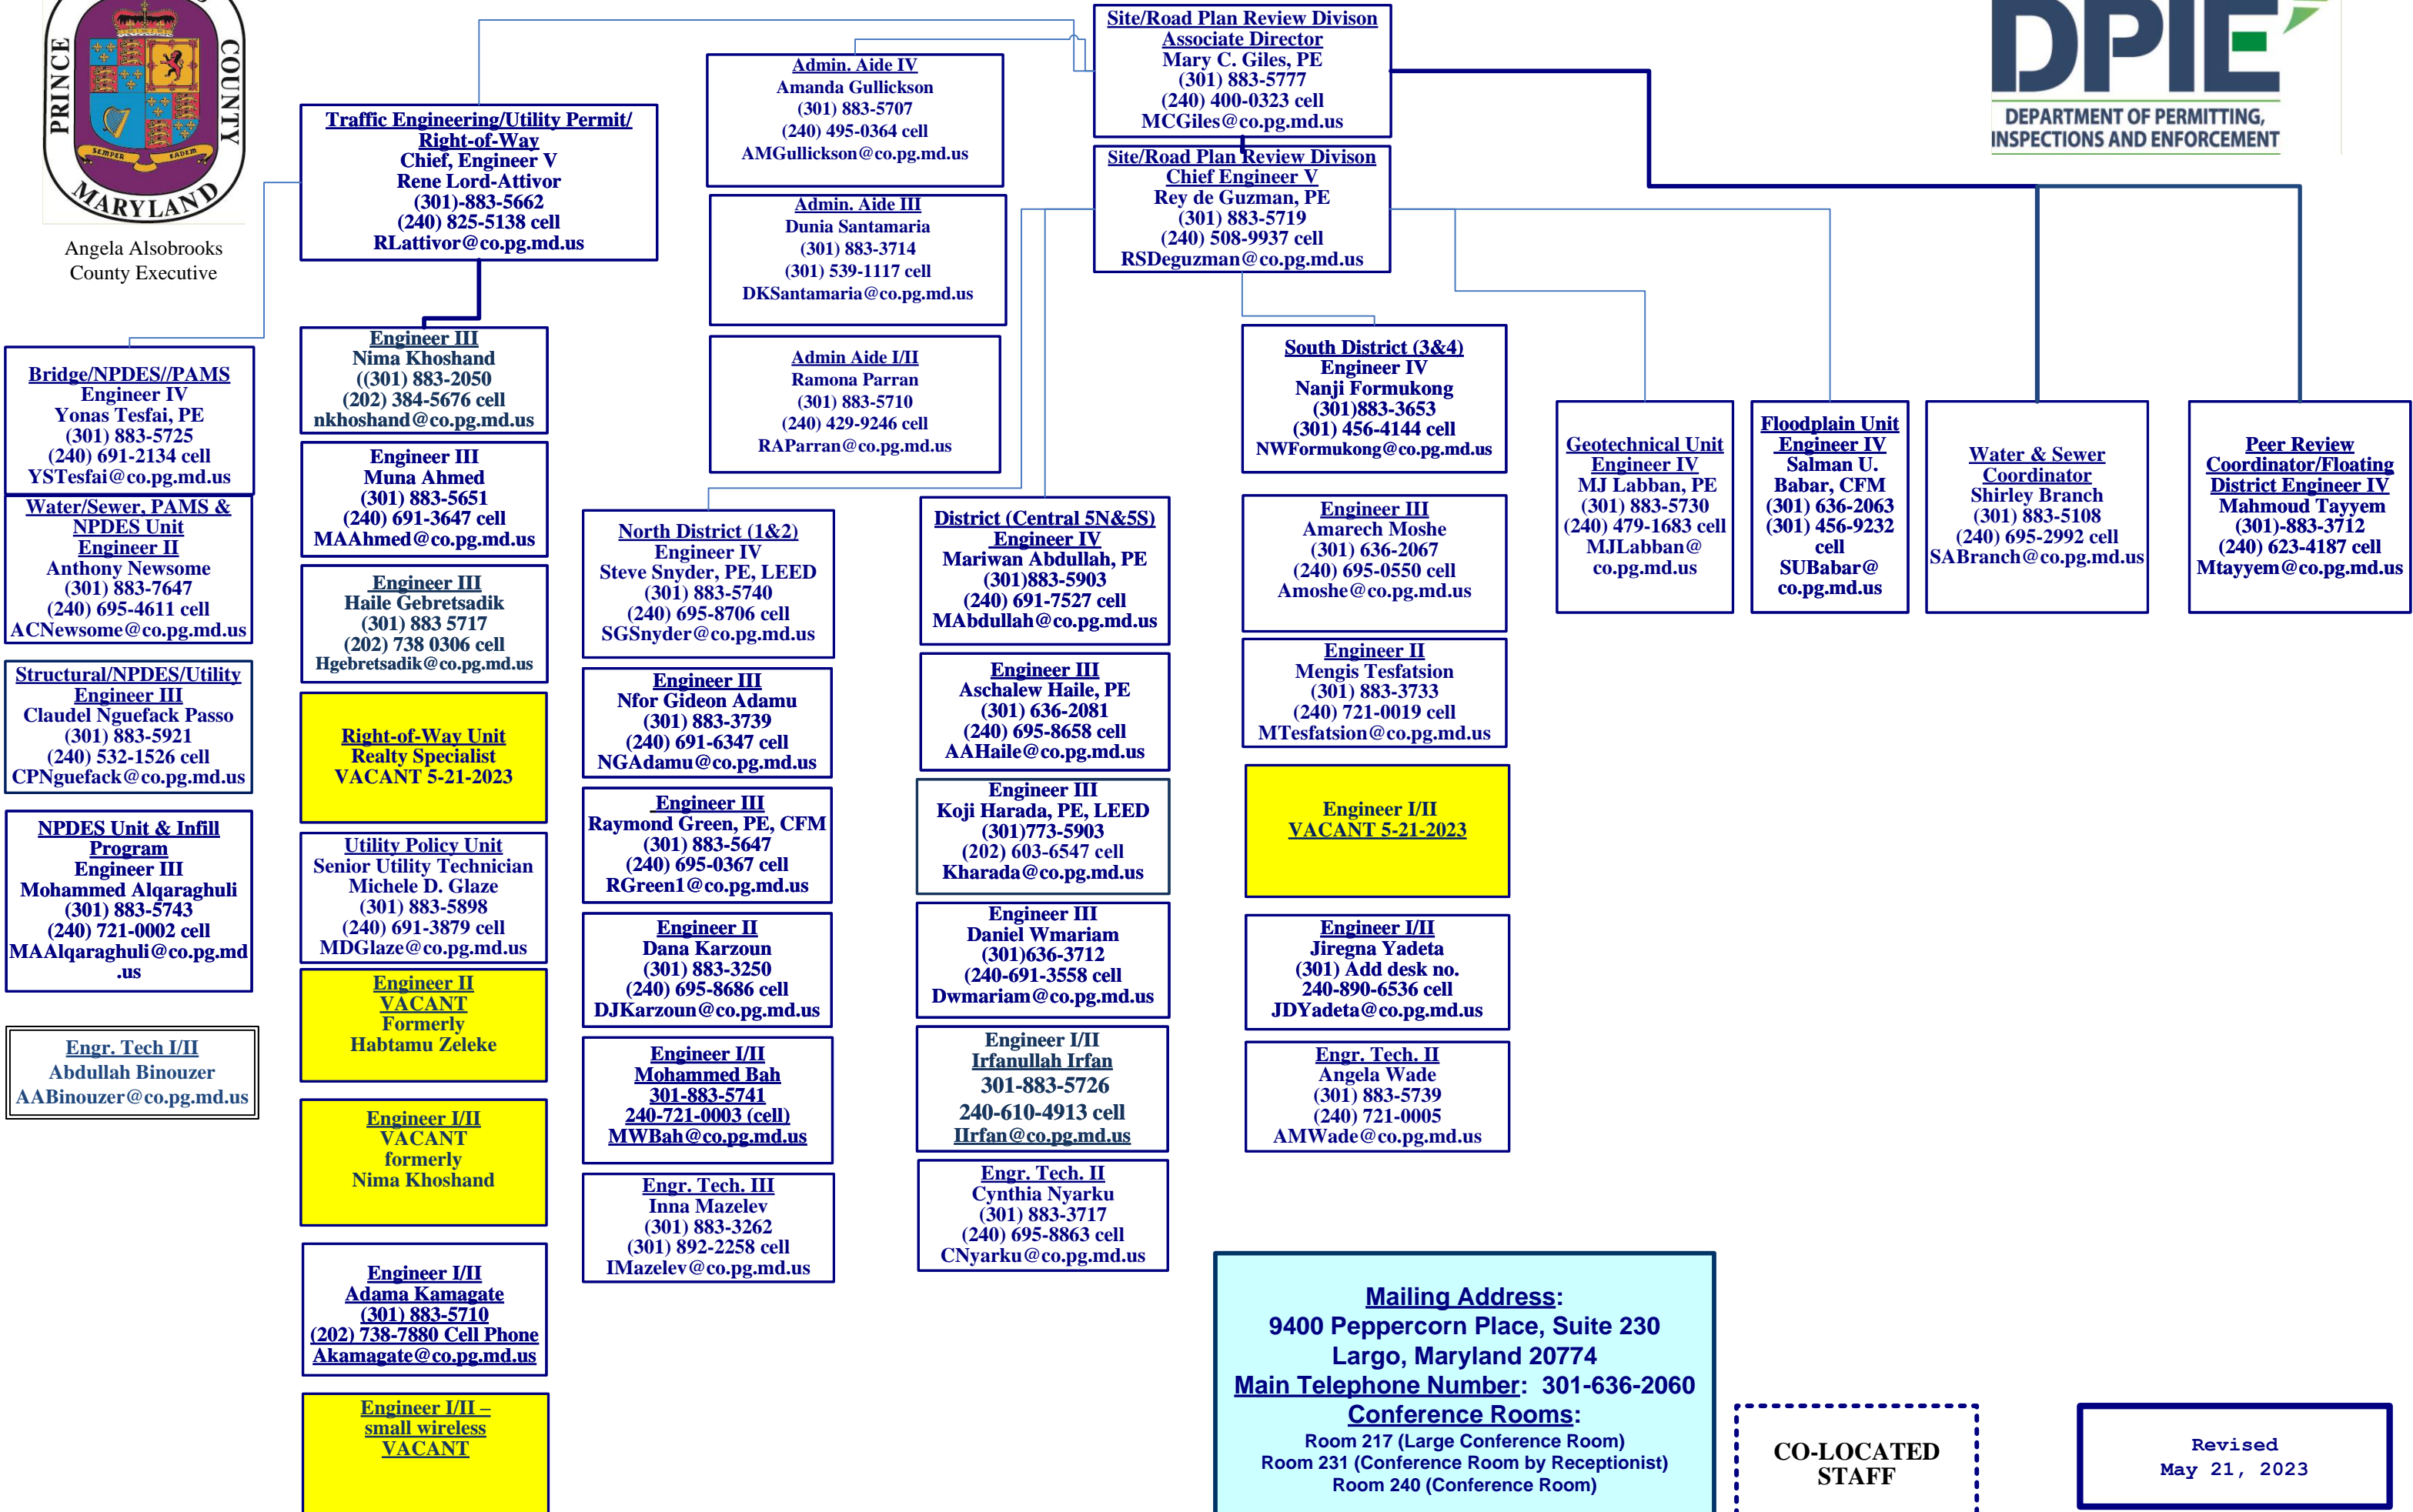 PRINCE
COUNTY
SEMPER EADEM
MARYLAND
Angela Alsobrooks
County Executive
DPIE
DEPARTMENT OF PERMITTING,
INSPECTIONS AND ENFORCEMENT
Site/Road Plan Review Divison
Associate Director
Mary C. Giles, PE
(301) 883-5777
(240) 400-0323 cell
MCGiles@co.pg.md.us
Site/Road Plan Review Divison
Chief Engineer V
Rey de Guzman, PE
(301) 883-5719
(240) 508-9937 cell
RSDeguzman@co.pg.md.us
Admin. Aide IV
Amanda Gullickson
(301) 883-5707
(240) 495-0364 cell
AMGullickson@co.pg.md.us
Admin. Aide III
Dunia Santamaria
(301) 883-3714
(301) 539-1117 cell
DKSantamaria@co.pg.md.us
Admin Aide I/II
Ramona Parran
(301) 883-5710
(240) 429-9246 cell
RAParran@co.pg.md.us
Traffic Engineering/Utility Permit/
Right-of-Way
Chief, Engineer V
Rene Lord-Attivor
(301)-883-5662
(240) 825-5138 cell
RLattivor@co.pg.md.us
Bridge/NPDES//PAMS
Engineer IV
Yonas Tesfai, PE
(301) 883-5725
(240) 691-2134 cell
YSTesfai@co.pg.md.us
Water/Sewer, PAMS &
NPDES Unit
Engineer II
Anthony Newsome
(301) 883-7647
(240) 695-4611 cell
ACNewsome@co.pg.md.us
Structural/NPDES/Utility
Engineer III
Claudel Nguefack Passo
(301) 883-5921
(240) 532-1526 cell
CPNguefack@co.pg.md.us
NPDES Unit & Infill
Program
Engineer III
Mohammed Alqaraghuli
(301) 883-5743
(240) 721-0002 cell
MAAlqaraghuli@co.pg.md
.us
Engr. Tech I/II
Abdullah Binouzer
AABinouzer@co.pg.md.us
Engineer III
Nima Khoshand
((301) 883-2050
(202) 384-5676 cell
nkhoshand@co.pg.md.us
Engineer III
Muna Ahmed
(301) 883-5651
(240) 691-3647 cell
MAAhmed@co.pg.md.us
Engineer III
Haile Gebretsadik
(301) 883 5717
(202) 738 0306 cell
Hgebretsadik@co.pg.md.us
Right-of-Way Unit
Realty Specialist
VACANT 5-21-2023
Utility Policy Unit
Senior Utility Technician
Michele D. Glaze
(301) 883-5898
(240) 691-3879 cell
MDGlaze@co.pg.md.us
Engineer II
VACANT
Formerly
Habtamu Zeleke
Engineer I/II
VACANT
formerly
Nima Khoshand
Engineer I/II
Adama Kamagate
(301) 883-5710
(202) 738-7880 Cell Phone
Akamagate@co.pg.md.us
Engineer I/II –
small wireless
VACANT
North District (1&2)
Engineer IV
Steve Snyder, PE, LEED
(301) 883-5740
(240) 695-8706 cell
SGSnyder@co.pg.md.us
Engineer III
Nfor Gideon Adamu
(301) 883-3739
(240) 691-6347 cell
NGAdamu@co.pg.md.us
Engineer III
Raymond Green, PE, CFM
(301) 883-5647
(240) 695-0367 cell
RGreen1@co.pg.md.us
Engineer II
Dana Karzoun
(301) 883-3250
(240) 695-8686 cell
DJKarzoun@co.pg.md.us
Engineer I/II
Mohammed Bah
301-883-5741
240-721-0003 (cell)
MWBah@co.pg.md.us
Engr. Tech. III
Inna Mazelev
(301) 883-3262
(301) 892-2258 cell
IMazelev@co.pg.md.us
District (Central 5N&5S)
Engineer IV
Mariwan Abdullah, PE
(301)883-5903
(240) 691-7527 cell
MAbdullah@co.pg.md.us
Engineer III
Aschalew Haile, PE
(301) 636-2081
(240) 695-8658 cell
AAHaile@co.pg.md.us
Engineer III
Koji Harada, PE, LEED
(301)773-5903
(202) 603-6547 cell
Kharada@co.pg.md.us
Engineer III
Daniel Wmariam
(301)636-3712
(240-691-3558 cell
Dwmariam@co.pg.md.us
Engineer I/II
Irfanullah Irfan
301-883-5726
240-610-4913 cell
IIrfan@co.pg.md.us
Engr. Tech. II
Cynthia Nyarku
(301) 883-3717
(240) 695-8863 cell
CNyarku@co.pg.md.us
South District (3&4)
Engineer IV
Nanji Formukong
(301)883-3653
(301) 456-4144 cell
NWFormukong@co.pg.md.us
Engineer III
Amarech Moshe
(301) 636-2067
(240) 695-0550 cell
Amoshe@co.pg.md.us
Engineer II
Mengis Tesfatsion
(301) 883-3733
(240) 721-0019 cell
MTesfatsion@co.pg.md.us
Engineer I/II
VACANT 5-21-2023
Engineer I/II
Jiregna Yadeta
(301) Add desk no.
240-890-6536 cell
JDYadeta@co.pg.md.us
Engr. Tech. II
Angela Wade
(301) 883-5739
(240) 721-0005
AMWade@co.pg.md.us
Geotechnical Unit
Engineer IV
MJ Labban, PE
(301) 883-5730
(240) 479-1683 cell
MJLabban@
co.pg.md.us
Floodplain Unit
Engineer IV
Salman U.
Babar, CFM
(301) 636-2063
(301) 456-9232
cell
SUBabar@
co.pg.md.us
Water & Sewer
Coordinator
Shirley Branch
(301) 883-5108
(240) 695-2992 cell
SABranch@co.pg.md.us
Peer Review
Coordinator/Floating
District Engineer IV
Mahmoud Tayyem
(301)-883-3712
(240) 623-4187 cell
Mtayyem@co.pg.md.us
Mailing Address:
9400 Peppercorn Place, Suite 230
Largo, Maryland 20774
Main Telephone Number: 301-636-2060
Conference Rooms:
Room 217 (Large Conference Room)
Room 231 (Conference Room by Receptionist)
Room 240 (Conference Room)
CO-LOCATED
STAFF
Revised
May 21, 2023